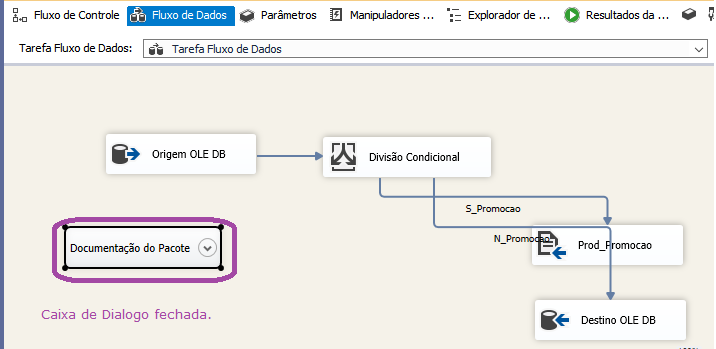 Fluxo de Controle Fluxo de Dados Parâmetros Manipuladores ... Explorador de ... Resultados da ...
Tarefa Fluxo de Dados: Tarefa Fluxo de Dados
Origem OLE DB
Divisão Condicional
S_Promocao
N_Promocao
Prod_Promocao
Documentação do Pacote
Caixa de Dialogo fechada.
Destino OLE DB